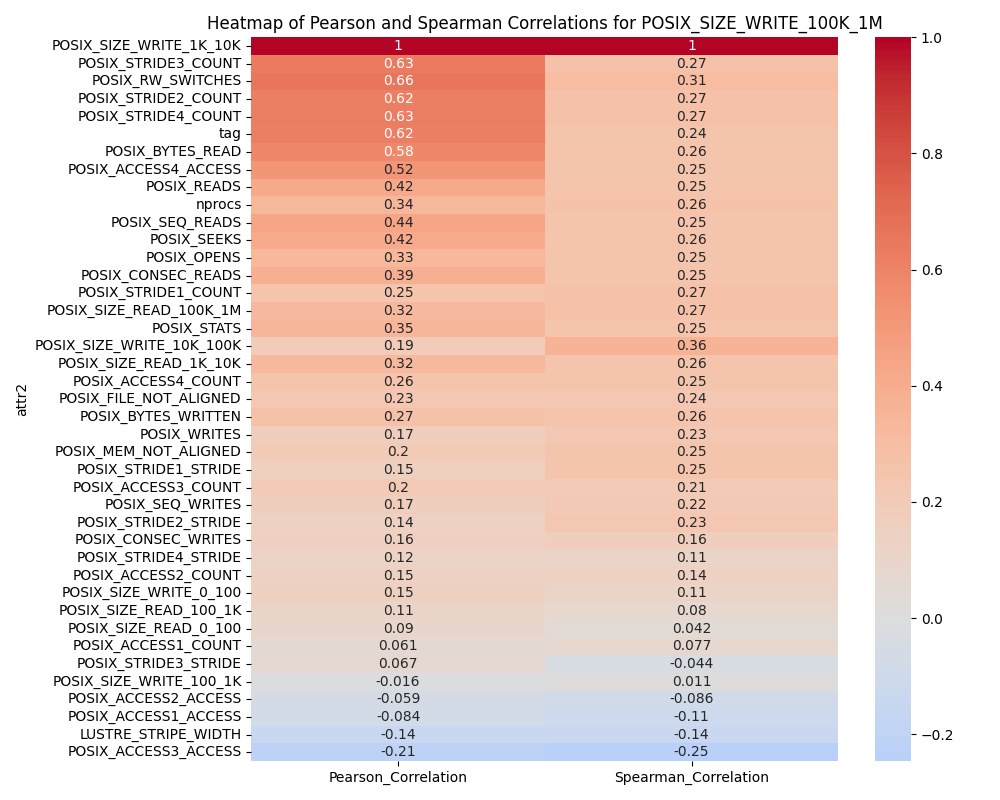 Heatmap of Pearson and Spearman Correlations for POSIX_SIZE_WRITE_100K_1M
POSIX_SIZE_WRITE_1K_10K 1 1
POSIX_STRIDE3_COUNT 0.63 0.27
POSIX_RW_SWITCHES 0.66 0.31
POSIX_STRIDE2_COUNT 0.62 0.27
POSIX_STRIDE4_COUNT 0.63 0.27
tag 0.62 0.24
POSIX_BYTES_READ 0.58 0.26
POSIX_ACCESS4_ACCESS 0.52 0.25
POSIX_READS 0.42 0.25
nprocs 0.34 0.26
POSIX_SEQ_READS 0.44 0.25
POSIX_SEEKS 0.42 0.26
POSIX_OPENS 0.33 0.25
POSIX_CONSEC_READS 0.39 0.25
POSIX_STRIDE1_COUNT 0.25 0.27
POSIX_SIZE_READ_100K_1M 0.32 0.27
POSIX_STATS 0.35 0.25
POSIX_SIZE_WRITE_10K_100K 0.19 0.36
POSIX_SIZE_READ_1K_10K 0.32 0.26
POSIX_ACCESS4_COUNT 0.26 0.25
POSIX_FILE_NOT_ALIGNED 0.23 0.24
POSIX_BYTES_WRITTEN 0.27 0.26
POSIX_WRITES 0.17 0.23
POSIX_MEM_NOT_ALIGNED 0.2 0.25
POSIX_STRIDE1_STRIDE 0.15 0.25
POSIX_ACCESS3_COUNT 0.2 0.21
POSIX_SEQ_WRITES 0.17 0.22
POSIX_STRIDE2_STRIDE 0.14 0.23
POSIX_CONSEC_WRITES 0.16 0.16
POSIX_STRIDE4_STRIDE 0.12 0.11
POSIX_ACCESS2_COUNT 0.15 0.14
POSIX_SIZE_WRITE_0_100 0.15 0.11
POSIX_SIZE_READ_100_1K 0.11 0.08
POSIX_SIZE_READ_0_100 0.09 0.042
POSIX_ACCESS1_COUNT 0.061 0.077
POSIX_STRIDE3_STRIDE 0.067 -0.044
POSIX_SIZE_WRITE_100_1K -0.016 0.011
POSIX_ACCESS2_ACCESS -0.059 -0.086
POSIX_ACCESS1_ACCESS -0.084 -0.11
LUSTRE_STRIPE_WIDTH -0.14 -0.14
POSIX_ACCESS3_ACCESS -0.21 -0.25
attr2
Pearson_Correlation Spearman_Correlation
1.0
0.8
0.6
0.4
0.2
0.0
−0.2